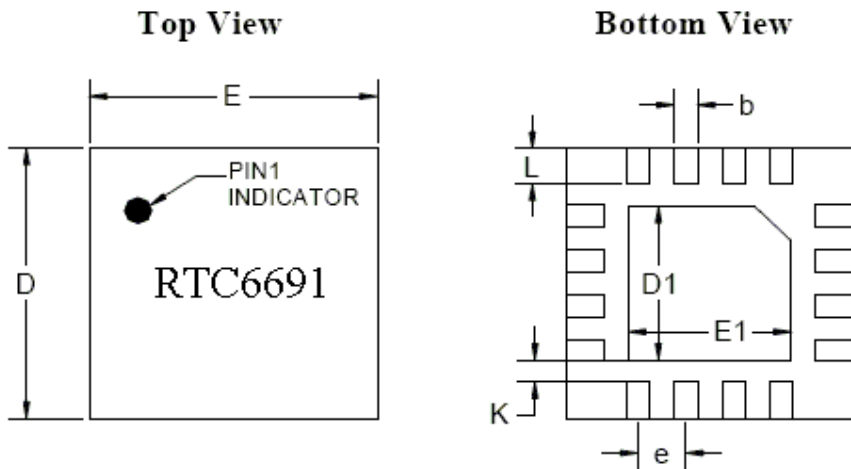 Top View
Bottom View
E
b
PIN1
INDICATOR
L
D
RTC6691
D1
E1
K
e